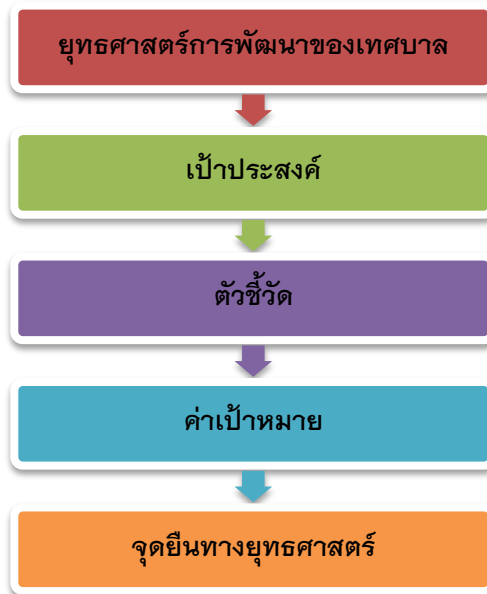 ยุทธศาสตร์การพัฒนาของเทศบาล
เป้าประสงค์
ตัวชี้วัด
ค่าเป้าหมาย
จุดยืนทางยุทธศาสตร์